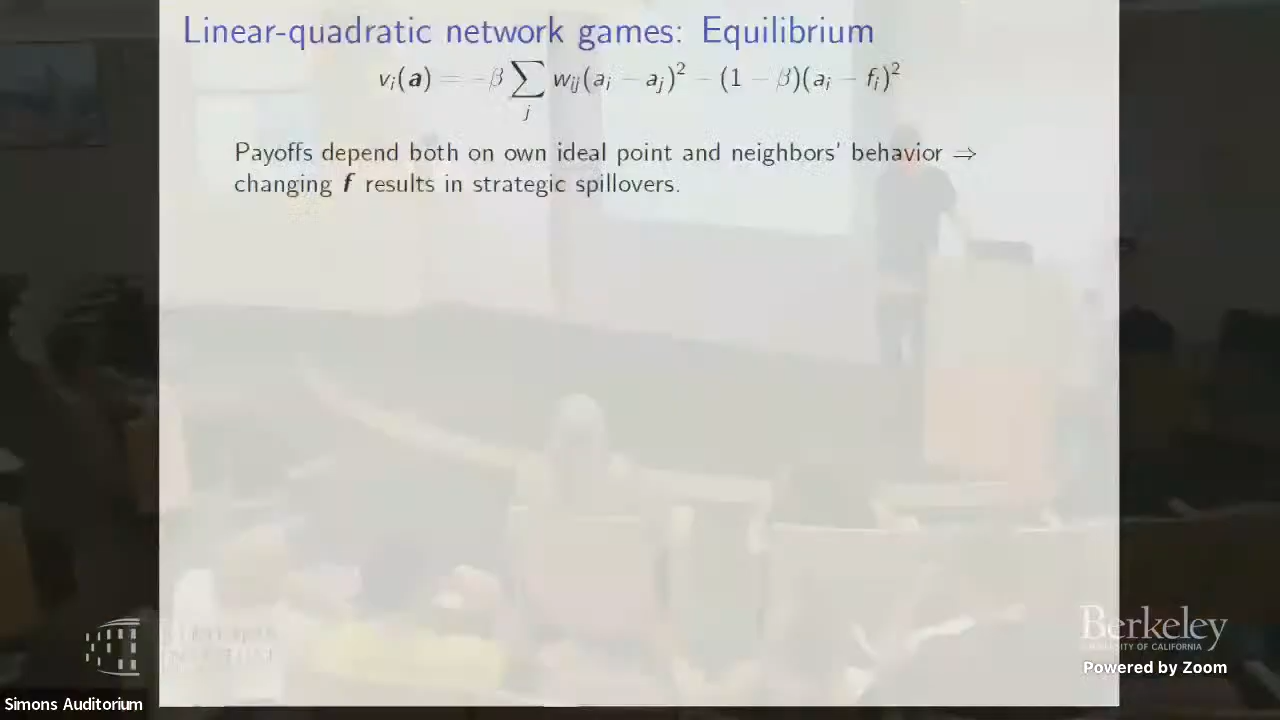 Linear-quadratic network games: Equilibrium
vᵢ(a) = −β ∑ⱼ wᵢⱼ(aᵢ − aⱼ)² − (1 − β)(aᵢ − fᵢ)²
Payoffs depend both on own ideal point and neighbors' behavior ⇒
changing f results in strategic spillovers.
Berkeley
UNIVERSITY OF CALIFORNIA
Powered by Zoom
Simons Auditorium